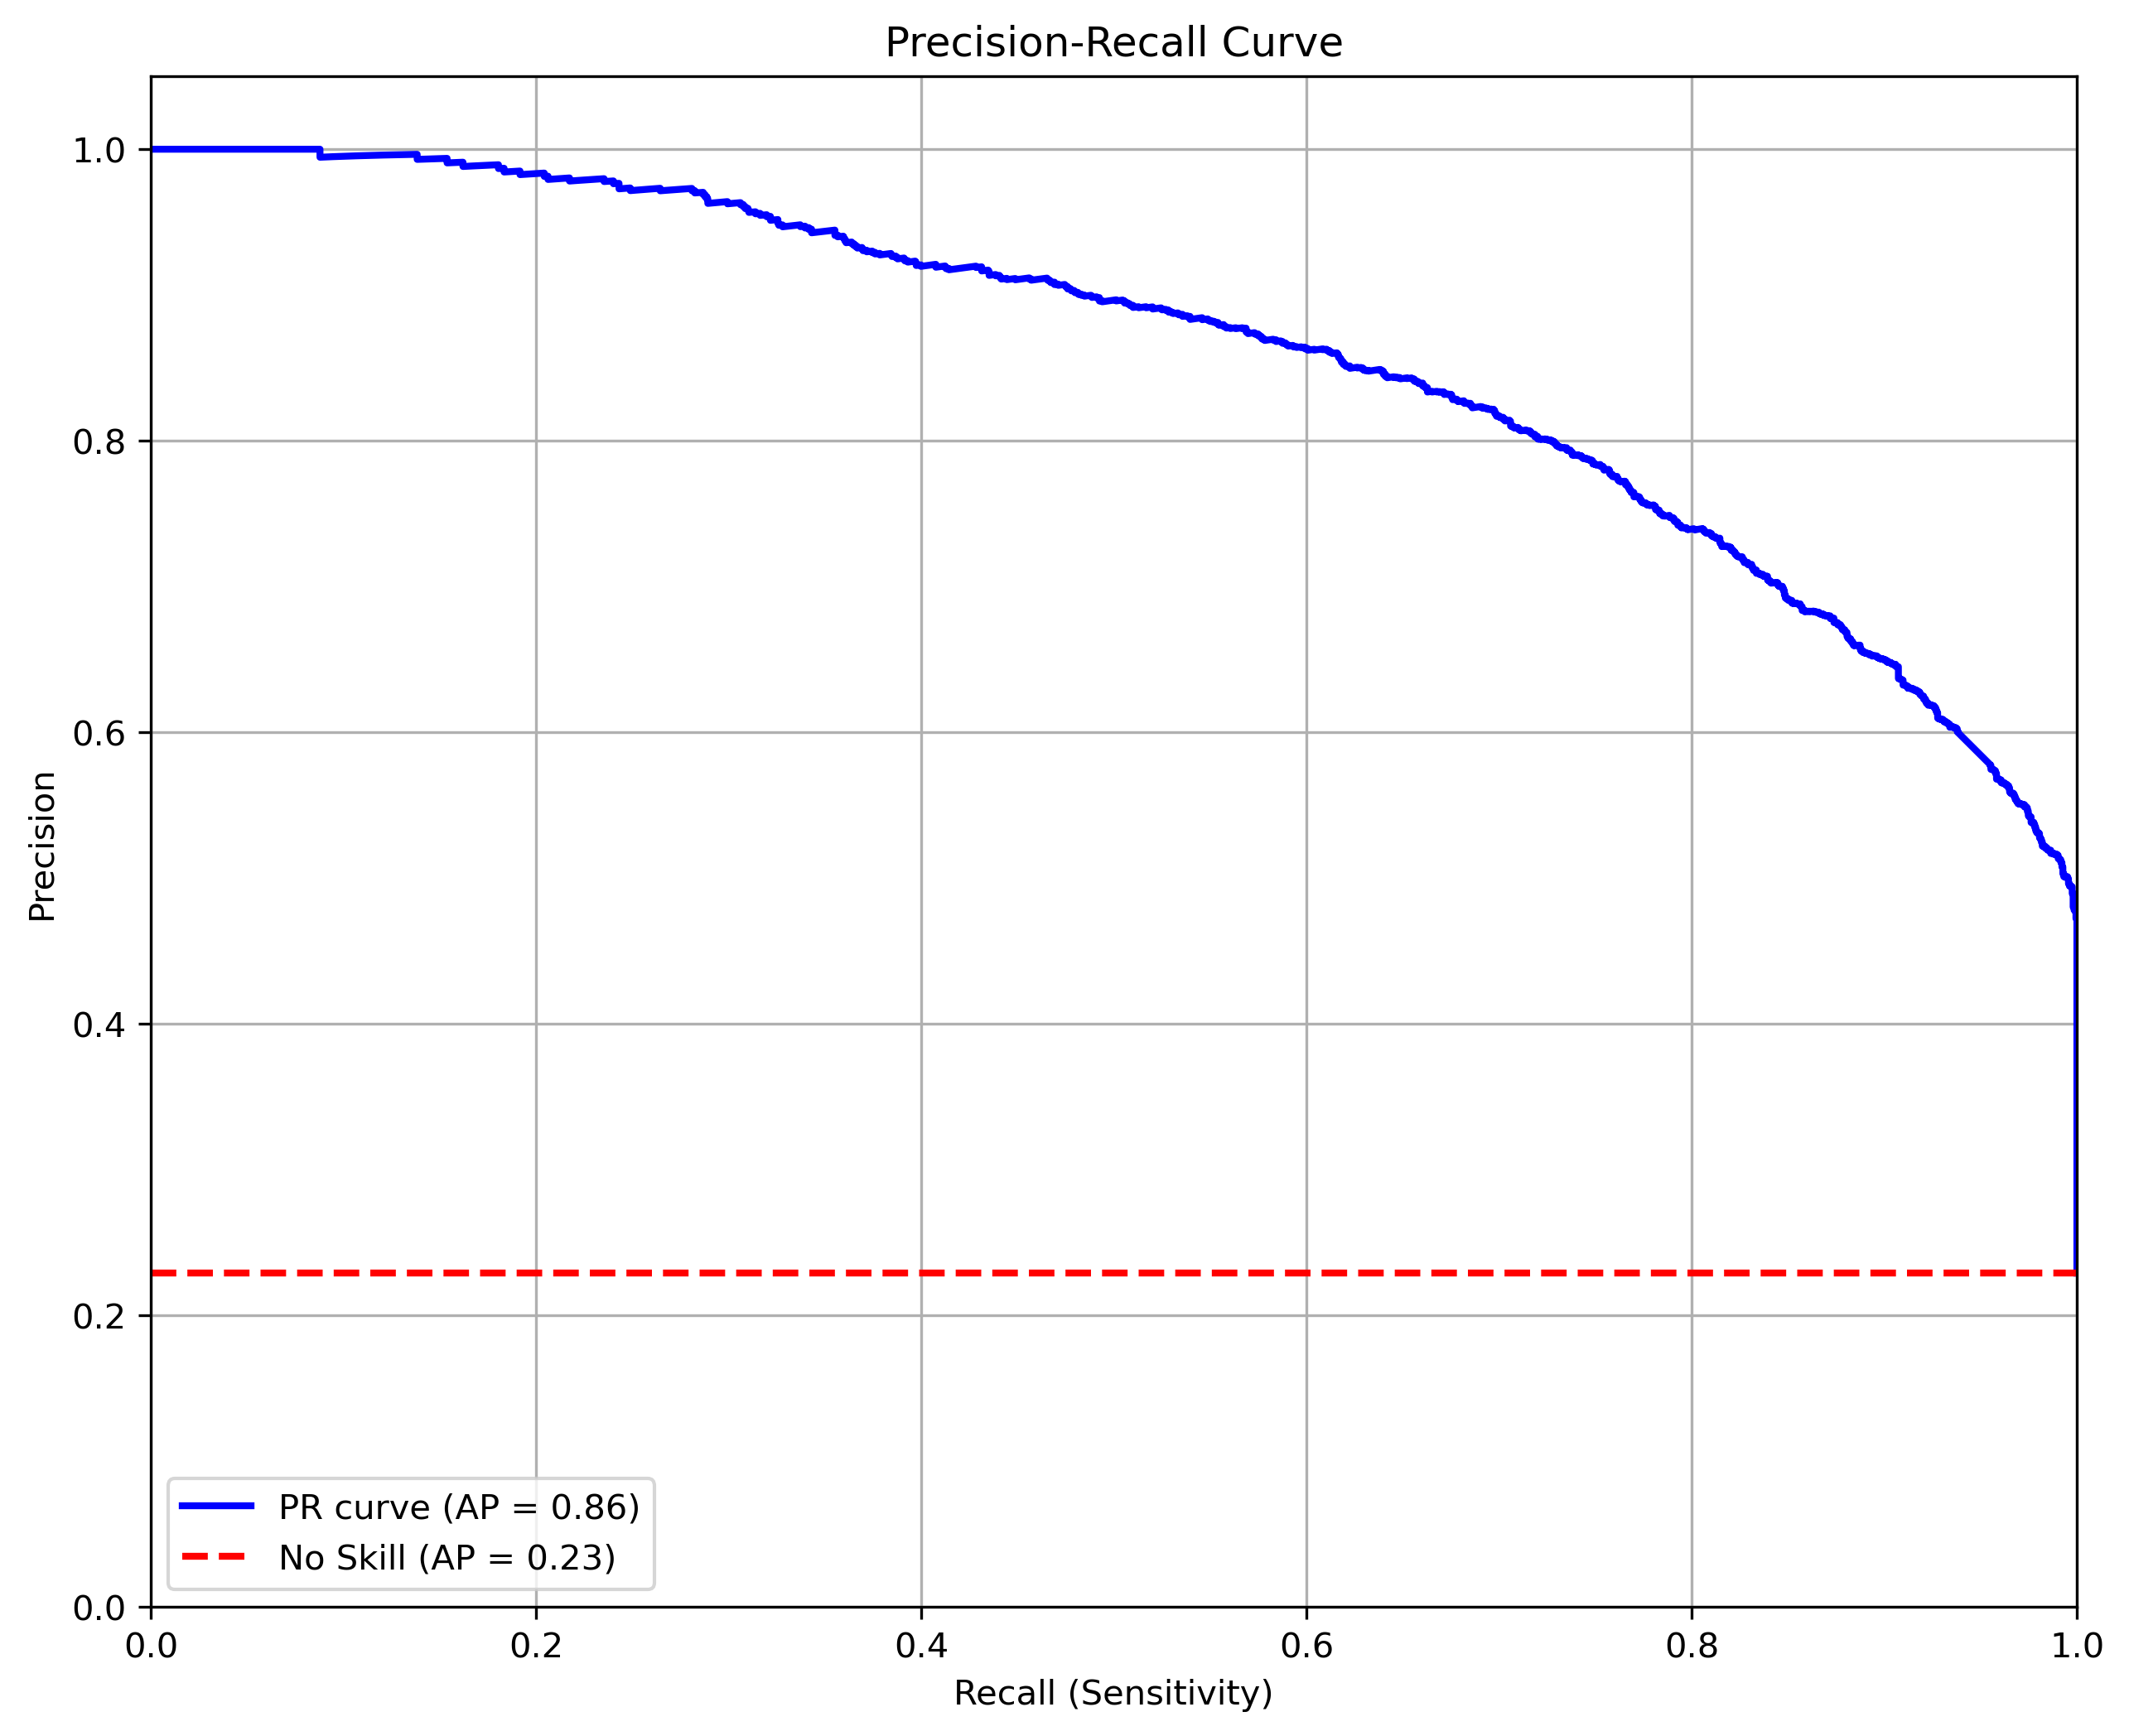 Precision-Recall Curve
1.0
0.8
0.6
0.4
0.2
0.0
Precision
PR curve (AP = 0.86)
No Skill (AP = 0.23)
0.0 0.2 0.4 0.6 0.8 1.0
Recall (Sensitivity)